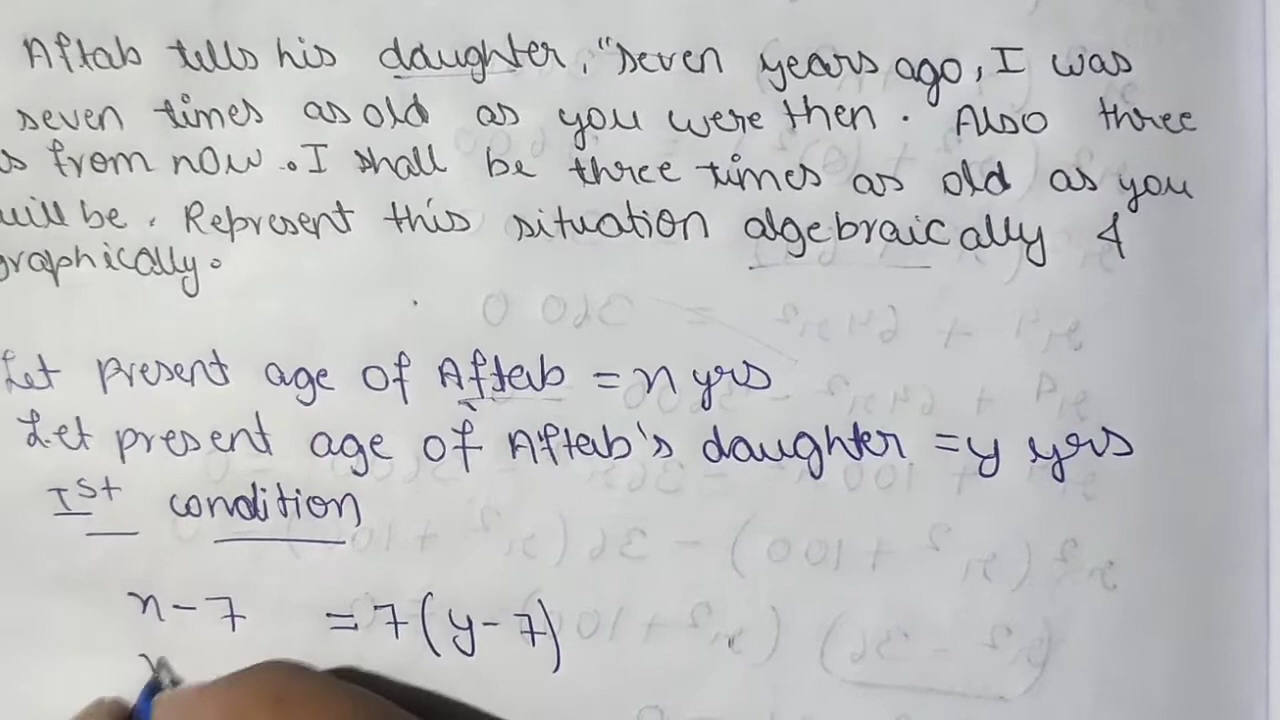 Aftab tells his daughter, "Seven years ago, I was
seven times as old as you were then. Also three
s from now. I shall be three times as old as you
will be. Represent this situation algebraically &
graphically.
Let present age of Aftab = x yrs
Let present age of Aftab's daughter = y yrs
Ist condition
x - 7 = 7(y - 7)
x